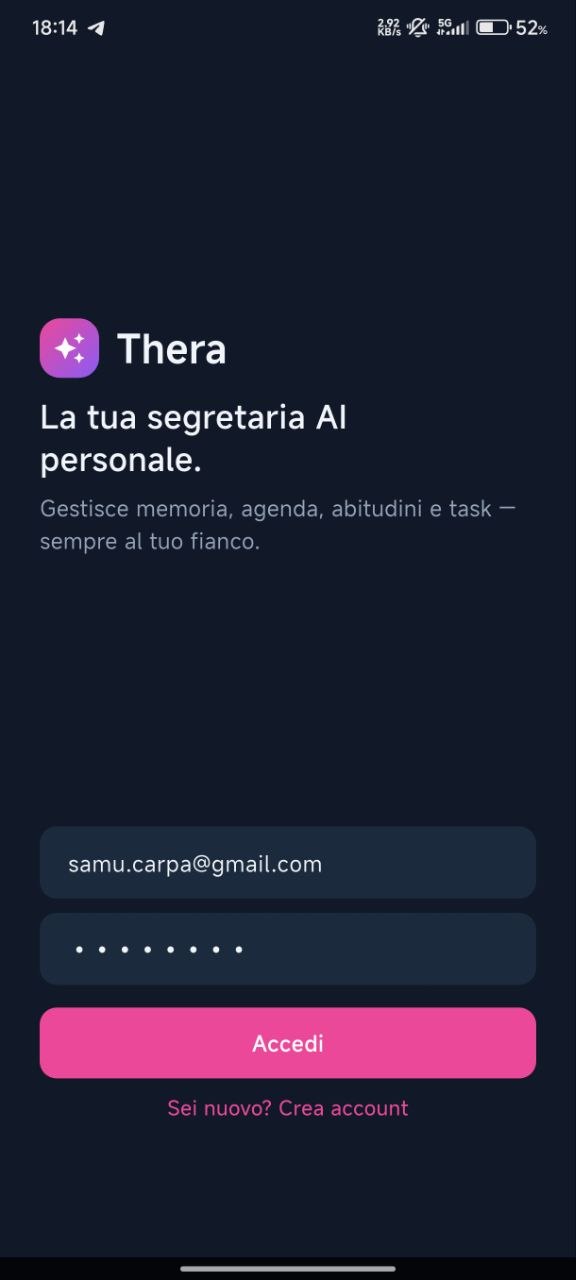 18:14
2.92 KB/s 5G 52%
Thera
La tua segretaria AI
personale.
Gestisce memoria, agenda, abitudini e task —
sempre al tuo fianco.
samu.carpa@gmail.com
• • • • • • • •
Accedi
Sei nuovo? Crea account